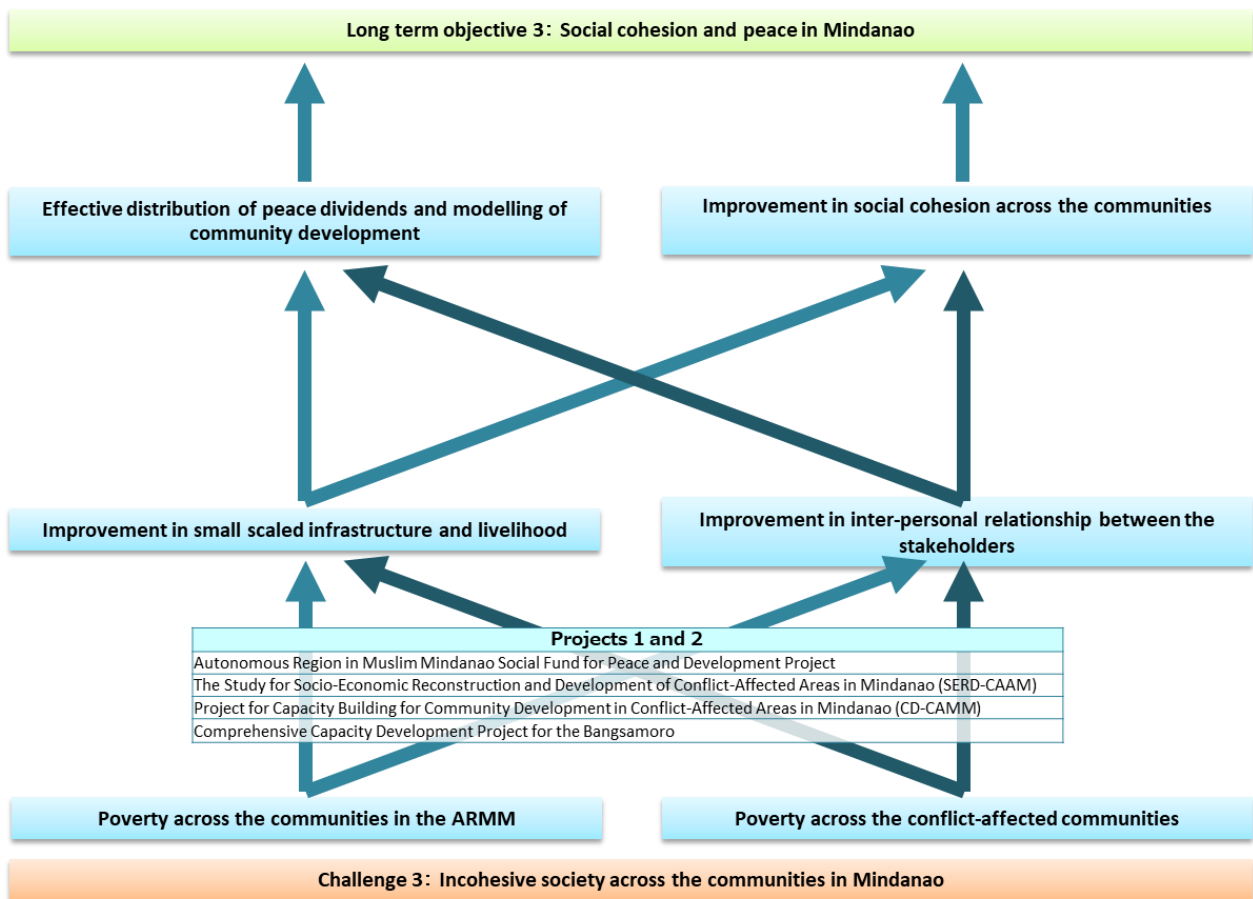 Long term objective 3: Social cohesion and peace in Mindanao
Effective distribution of peace dividends and modelling of
community development
Improvement in social cohesion across the communities
Improvement in small scaled infrastructure and livelihood
Improvement in inter-personal relationship between the
stakeholders
Projects 1 and 2
Autonomous Region in Muslim Mindanao Social Fund for Peace and Development Project
The Study for Socio-Economic Reconstruction and Development of Conflict-Affected Areas in Mindanao (SERD-CAAM)
Project for Capacity Building for Community Development in Conflict-Affected Areas in Mindanao (CD-CAMM)
Comprehensive Capacity Development Project for the Bangsamoro
Poverty across the communities in the ARMM
Poverty across the conflict-affected communities
Challenge 3: Incohesive society across the communities in Mindanao